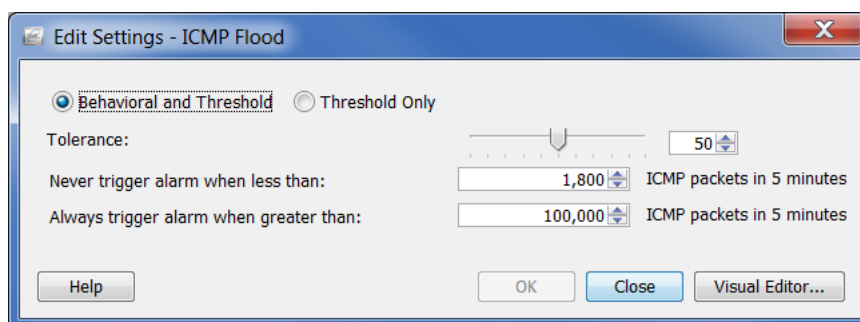 Edit Settings - ICMP Flood
Behavioral and Threshold Threshold Only
Tolerance: 50
Never trigger alarm when less than: 1,800 ICMP packets in 5 minutes
Always trigger alarm when greater than: 100,000 ICMP packets in 5 minutes
Help OK Close Visual Editor...